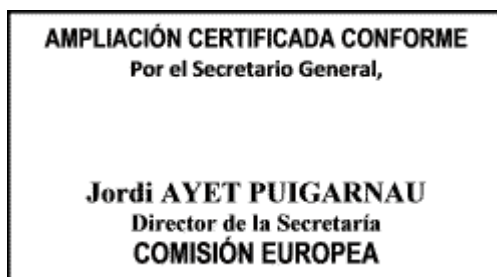 AMPLIACIÓN CERTIFICADA CONFORME
Por el Secretario General,
Jordi AYET PUIGARNAU
Director de la Secretaría
COMISIÓN EUROPEA